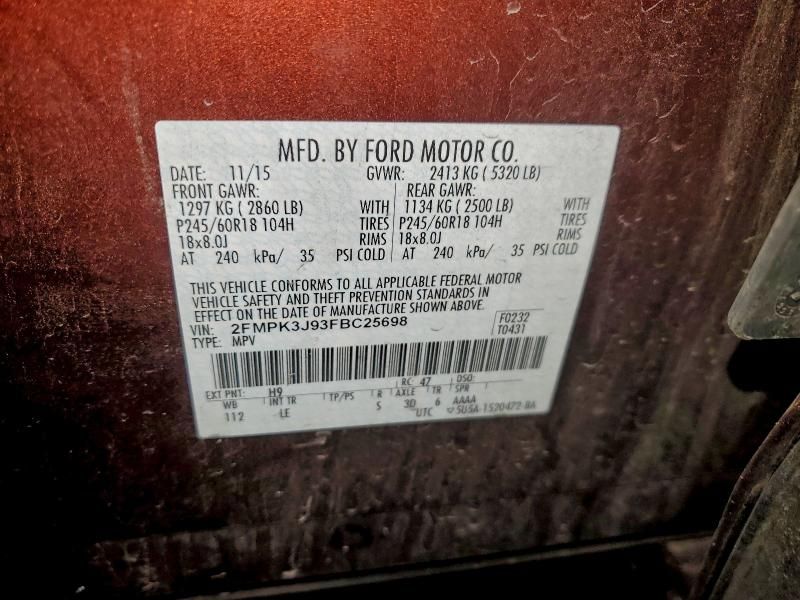 MFD. BY FORD MOTOR CO.
DATE: 11/15 GVWR: 2413 KG ( 5320 LB)
FRONT GAWR: REAR GAWR:
1297 KG ( 2860 LB) WITH 1134 KG ( 2500 LB) WITH
P245/60R18 104H TIRES P245/60R18 104H TIRES
18x8.0J RIMS 18x8.0J RIMS
AT 240 kPa/ 35 PSI COLD AT 240 kPa/ 35 PSI COLD
THIS VEHICLE CONFORMS TO ALL APPLICABLE FEDERAL MOTOR
VEHICLE SAFETY AND THEFT PREVENTION STANDARDS IN
EFFECT ON THE DATE OF MANUFACTURE SHOWN ABOVE.
VIN: 2FMPK3J93FBC25698 F0232
TYPE: MPV T0431
RC: 47 DSO:
EXT PNT: H9
WB INT TR TP/PS R AXLE TR SPR
112 LE S 3D 6 AAAA
UTC 5U5A-1520472-BA